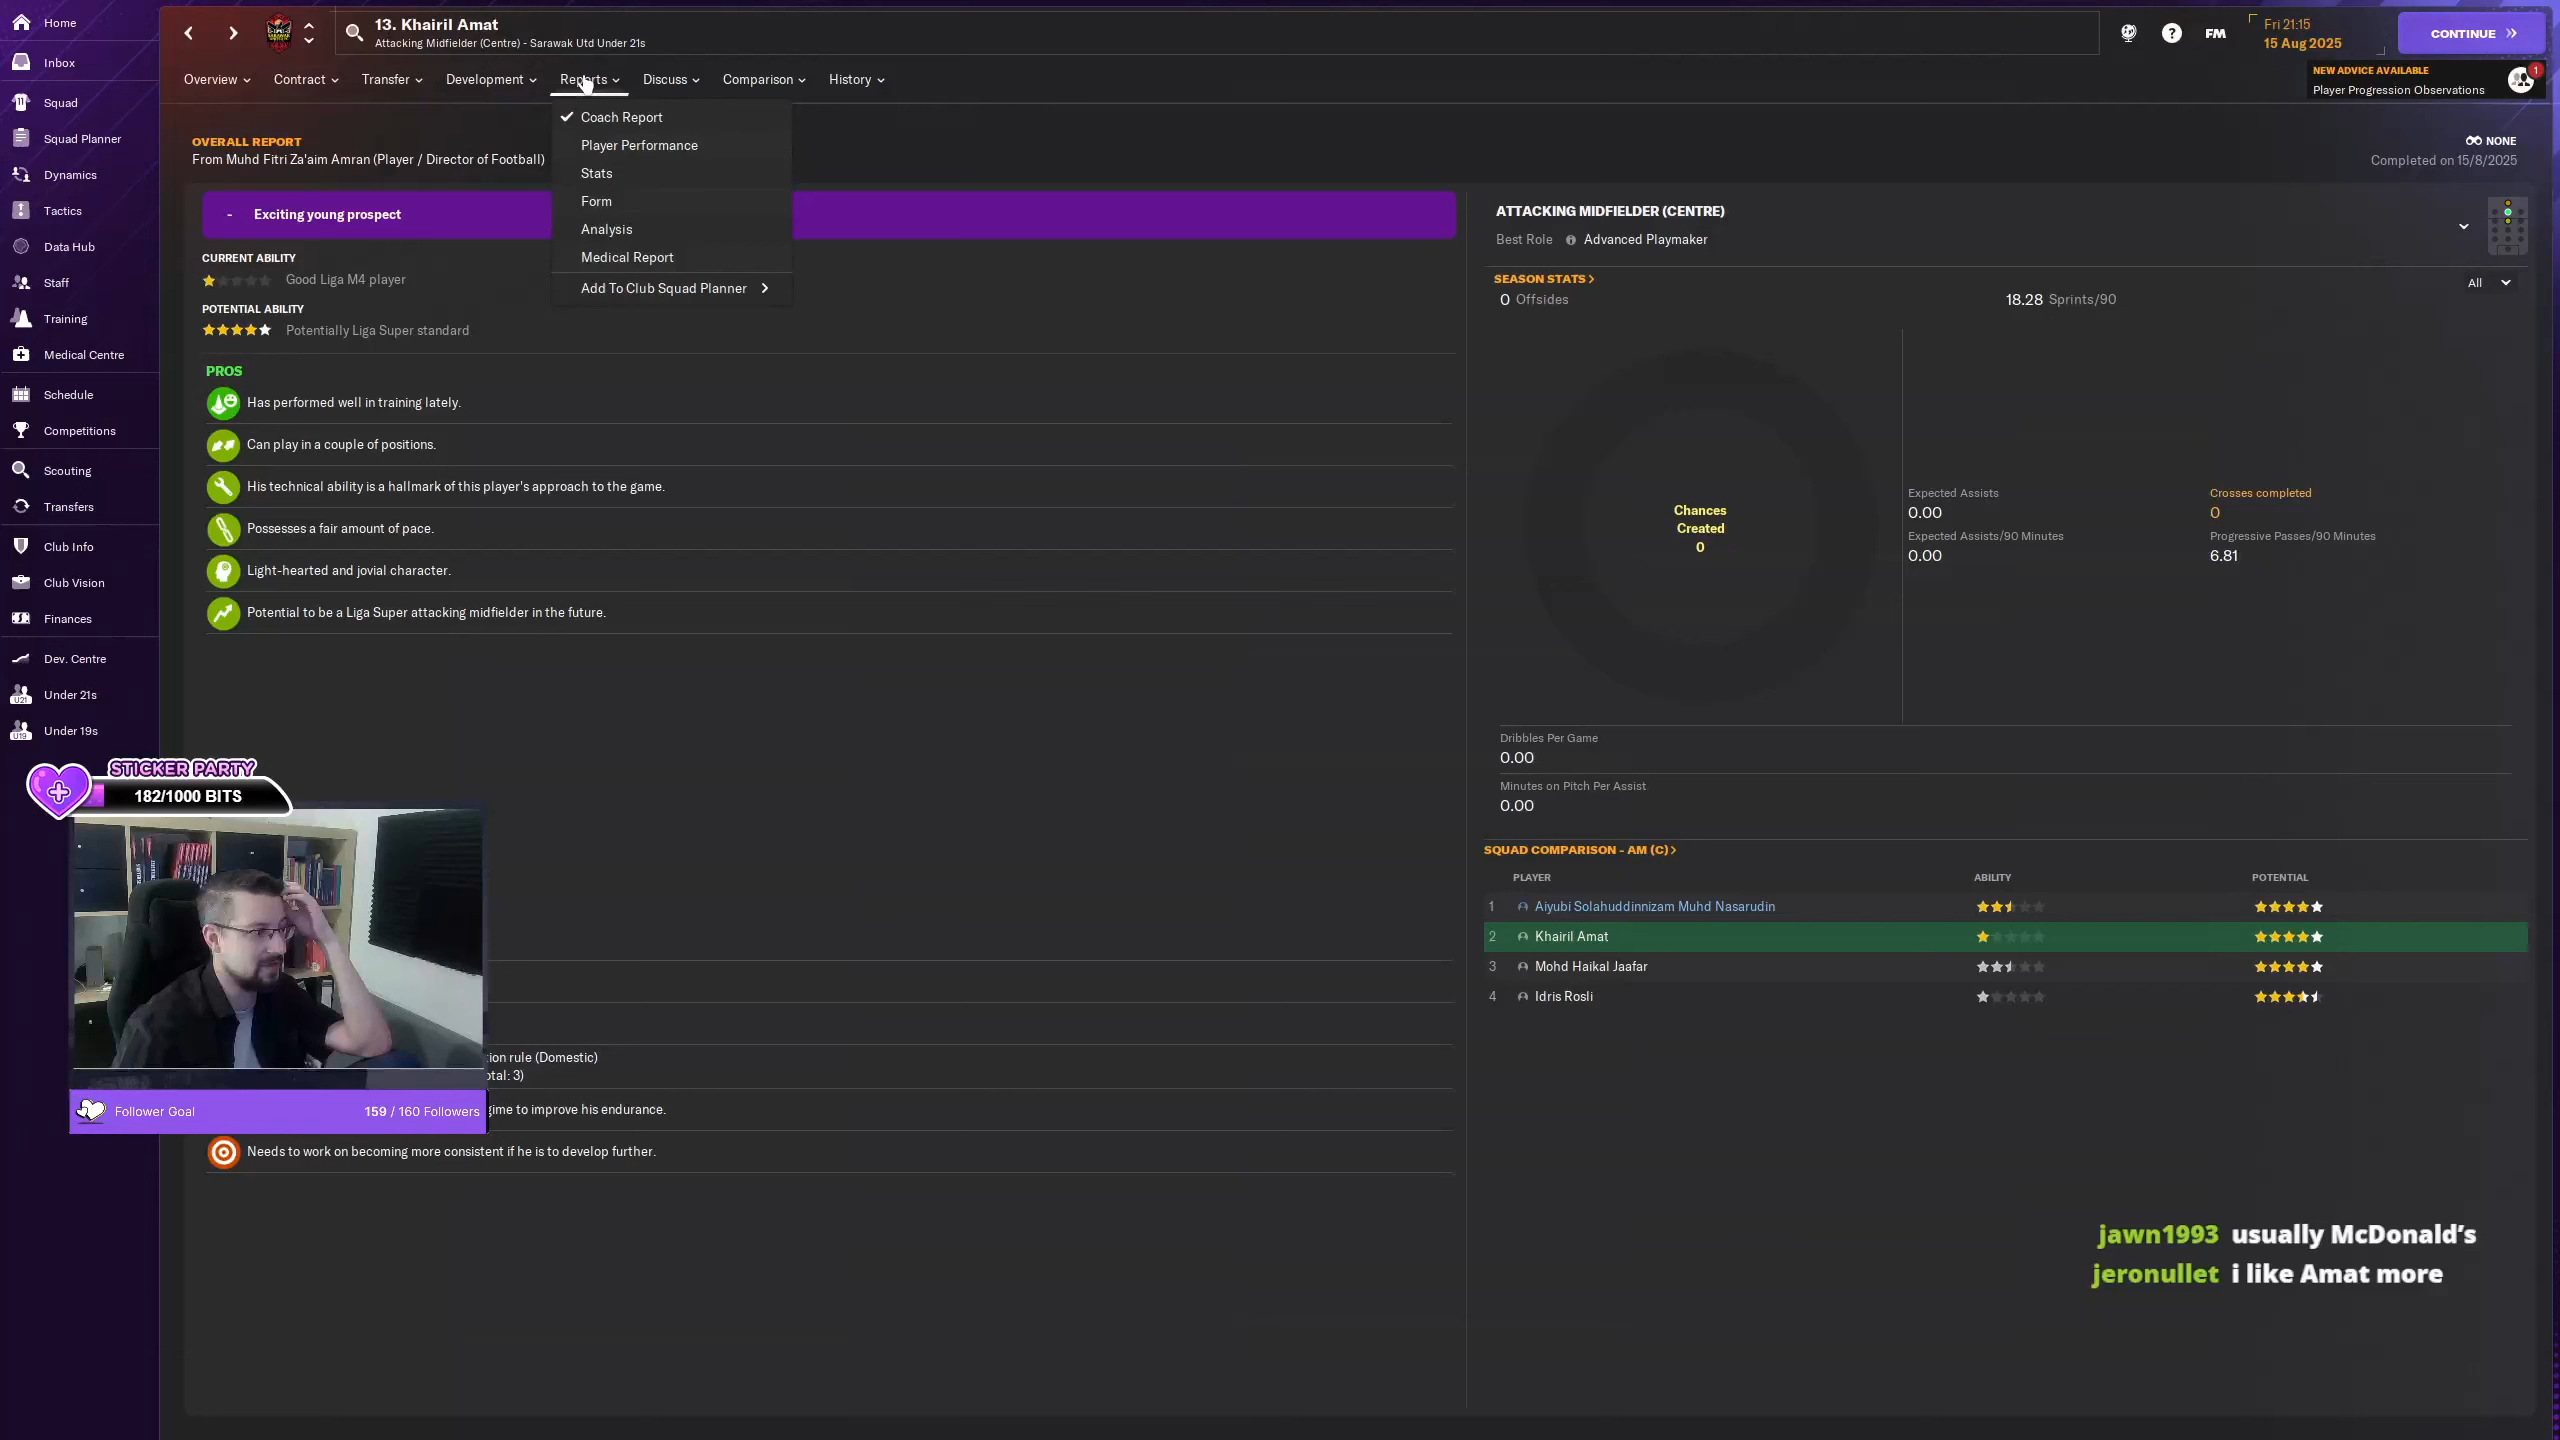 Home
Inbox
Squad
Squad Planner
Dynamics
Tactics
Data Hub
Staff
Training
Medical Centre
Schedule
Competitions
Scouting
Transfers
Club Info
Club Vision
Finances
Dev. Centre
Under 21s
Under 19s
13. Khairil Amat
Attacking Midfielder (Centre) - Sarawak Utd Under 21s
FM
Fri 21:15
15 Aug 2025
CONTINUE
Overview
Contract
Transfer
Development
Reports
Discuss
Comparison
History
NEW ADVICE AVAILABLE
Player Progression Observations
1
Coach Report
Player Performance
Stats
Form
Analysis
Medical Report
Add To Club Squad Planner
OVERALL REPORT
From Muhd Fitri Za'aim Amran (Player / Director of Football)
NONE
Completed on 15/8/2025
- Exciting young prospect
CURRENT ABILITY
Good Liga M4 player
POTENTIAL ABILITY
Potentially Liga Super standard
PROS
Has performed well in training lately.
Can play in a couple of positions.
His technical ability is a hallmark of this player's approach to the game.
Possesses a fair amount of pace.
Light-hearted and jovial character.
Potential to be a Liga Super attacking midfielder in the future.
tion rule (Domestic)
otal: 3)
gime to improve his endurance.
Needs to work on becoming more consistent if he is to develop further.
ATTACKING MIDFIELDER (CENTRE)
Best Role Advanced Playmaker
SEASON STATS
All
0 Offsides
18.28 Sprints/90
Chances
Created
0
Expected Assists
0.00
Crosses completed
0
Expected Assists/90 Minutes
0.00
Progressive Passes/90 Minutes
6.81
Dribbles Per Game
0.00
Minutes on Pitch Per Assist
0.00
SQUAD COMPARISON - AM (C)
PLAYER ABILITY POTENTIAL
1 Aiyubi Solahuddinnizam Muhd Nasarudin
2 Khairil Amat
3 Mohd Haikal Jaafar
4 Idris Rosli
STICKER PARTY
182/1000 BITS
Follower Goal 159 / 160 Followers
jawn1993 usually McDonald's
jeronullet i like Amat more